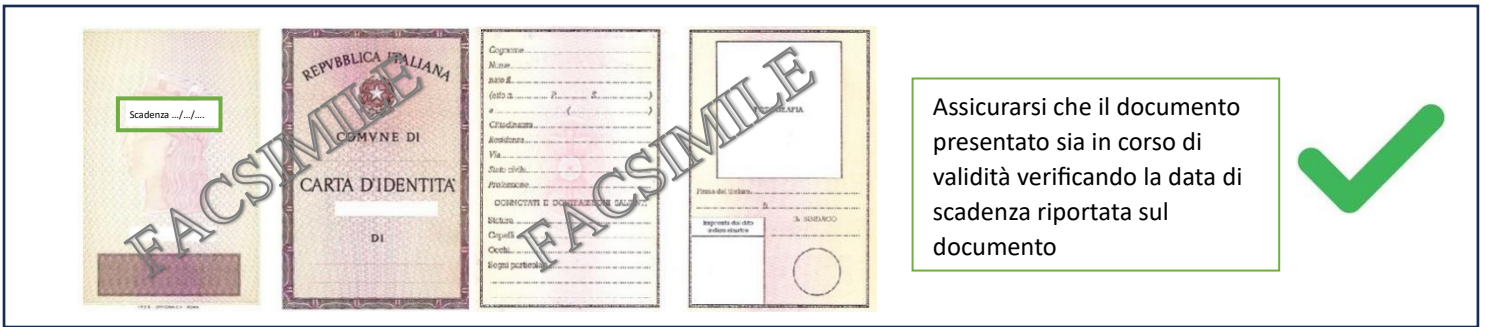 Scadenza .../.../....
REPVBBLICA ITALIANA
COMVNE DI
CARTA D'IDENTITA'
DI
FACSIMILE
Cognome
Nome
nato il
(atto n. P. S. )
a ( )
Cittadinanza
Residenza
Via
Stato civile
Professione
CONNOTATI E CONTRASSEGNI SALIENTI
Statura
Capelli
Occhi
Segni particolari
FACSIMILE
FOTOGRAFIA
Firma del titolare
IL SINDACO
Impronta del dito
indice sinistro
Assicurarsi che il documento
presentato sia in corso di
validità verificando la data di
scadenza riportata sul
documento